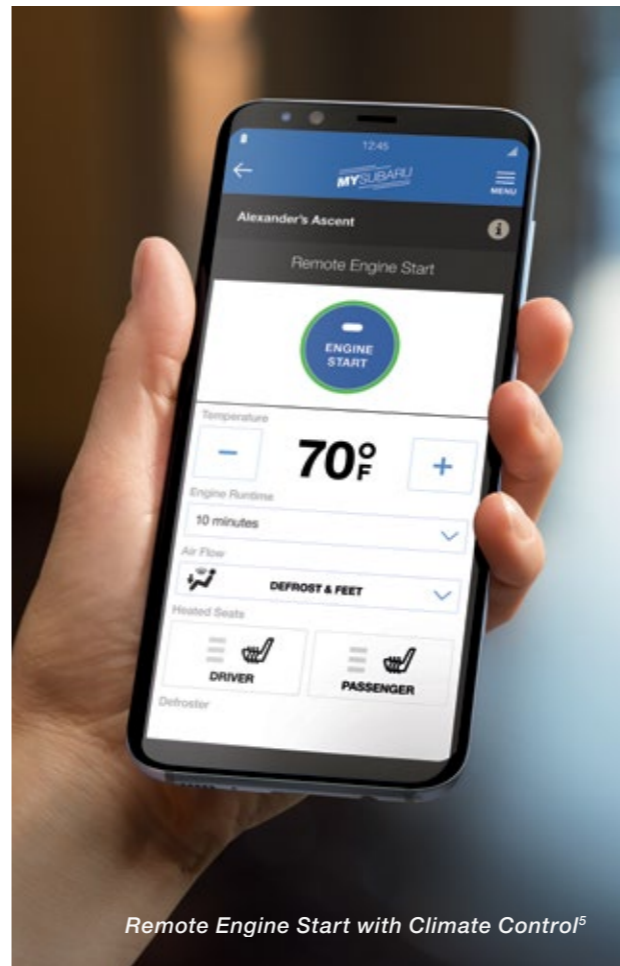 12:45
MYSUBARU
MENU
Alexander's Ascent
Remote Engine Start
ENGINE
START
Temperature
− 70°F +
Engine Runtime
10 minutes
Air Flow
DEFROST & FEET
Heated Seats
DRIVER PASSENGER
Defroster
Remote Engine Start with Climate Control⁵